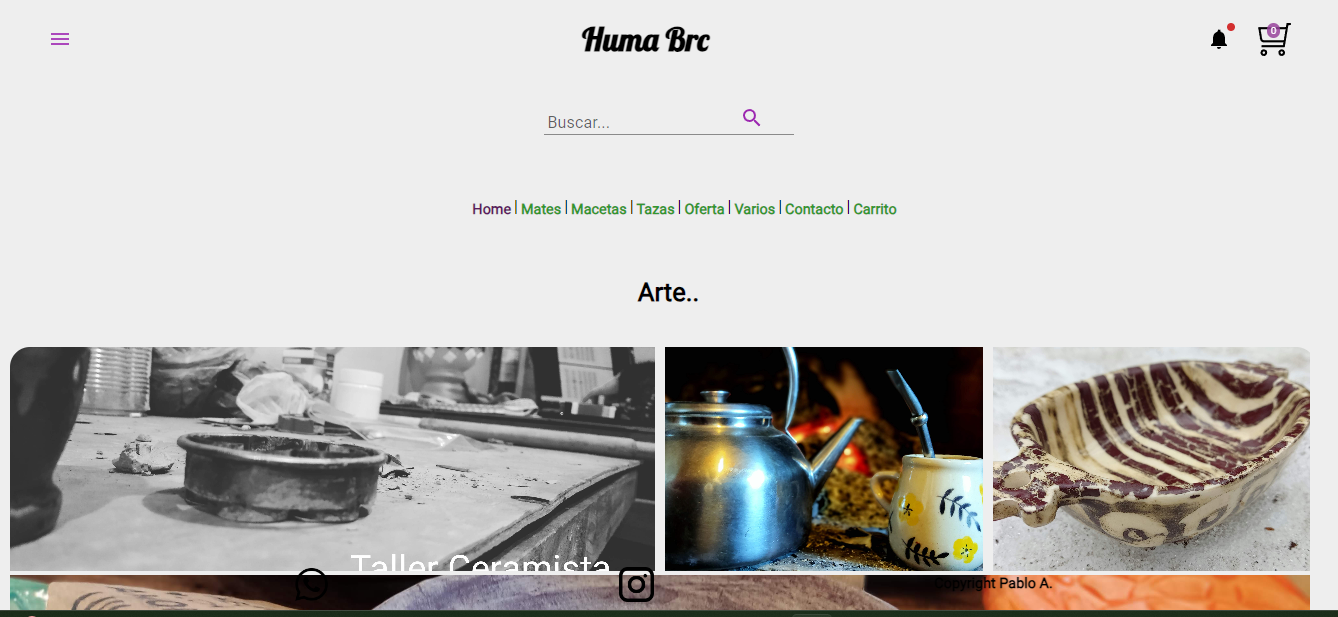 Huma Brc
0
Buscar...
Home | Mates | Macetas | Tazas | Oferta | Varios | Contacto | Carrito
Arte..
Taller Ceramista
Copyright Pablo A.